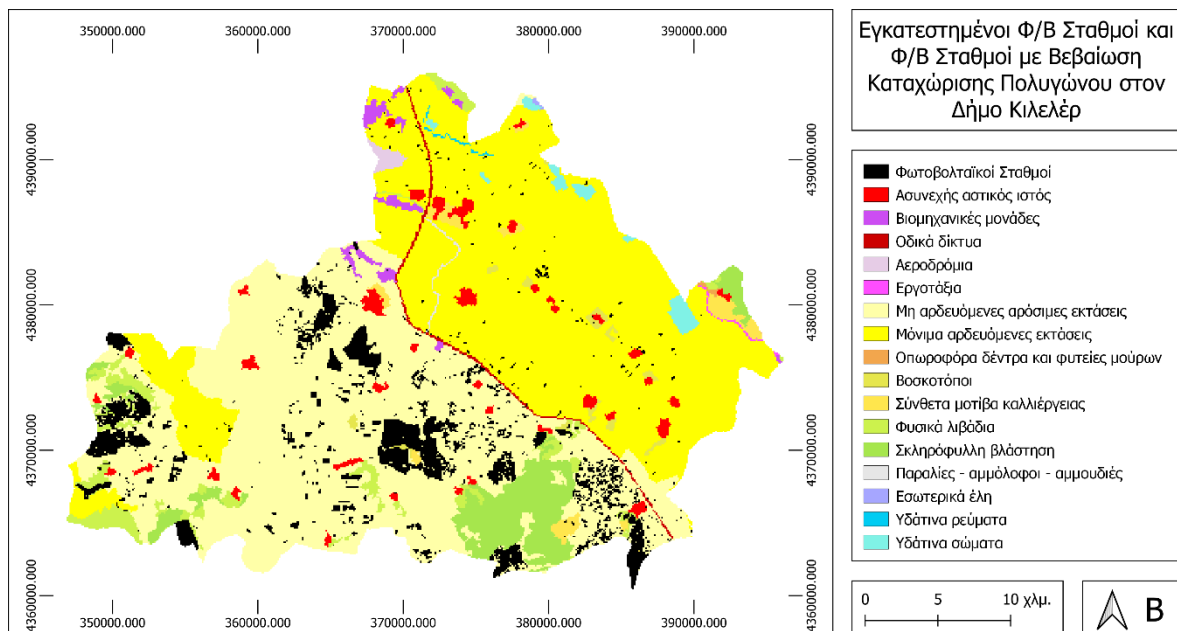 350000.000 360000.000 370000.000 380000.000 390000.000
4390000.000 4390000.000
4380000.000 4380000.000
4370000.000 4370000.000
4360000.000 4360000.000
350000.000 360000.000 370000.000 380000.000 390000.000
Εγκατεστημένοι Φ/Β Σταθμοί και
Φ/Β Σταθμοί με Βεβαίωση
Καταχώρισης Πολυγώνου στον
Δήμο Κιλελέρ
Φωτοβολταϊκοί Σταθμοί
Ασυνεχής αστικός ιστός
Βιομηχανικές μονάδες
Οδικά δίκτυα
Αεροδρόμια
Εργοτάξια
Μη αρδευόμενες αρόσιμες εκτάσεις
Μόνιμα αρδευόμενες εκτάσεις
Οπωροφόρα δέντρα και φυτείες μούρων
Βοσκοτόποι
Σύνθετα μοτίβα καλλιέργειας
Φυσικά λιβάδια
Σκληρόφυλλη βλάστηση
Παραλίες - αμμόλοφοι - αμμουδιές
Εσωτερικά έλη
Υδάτινα ρεύματα
Υδάτινα σώματα
0 5 10 χλμ.
Β